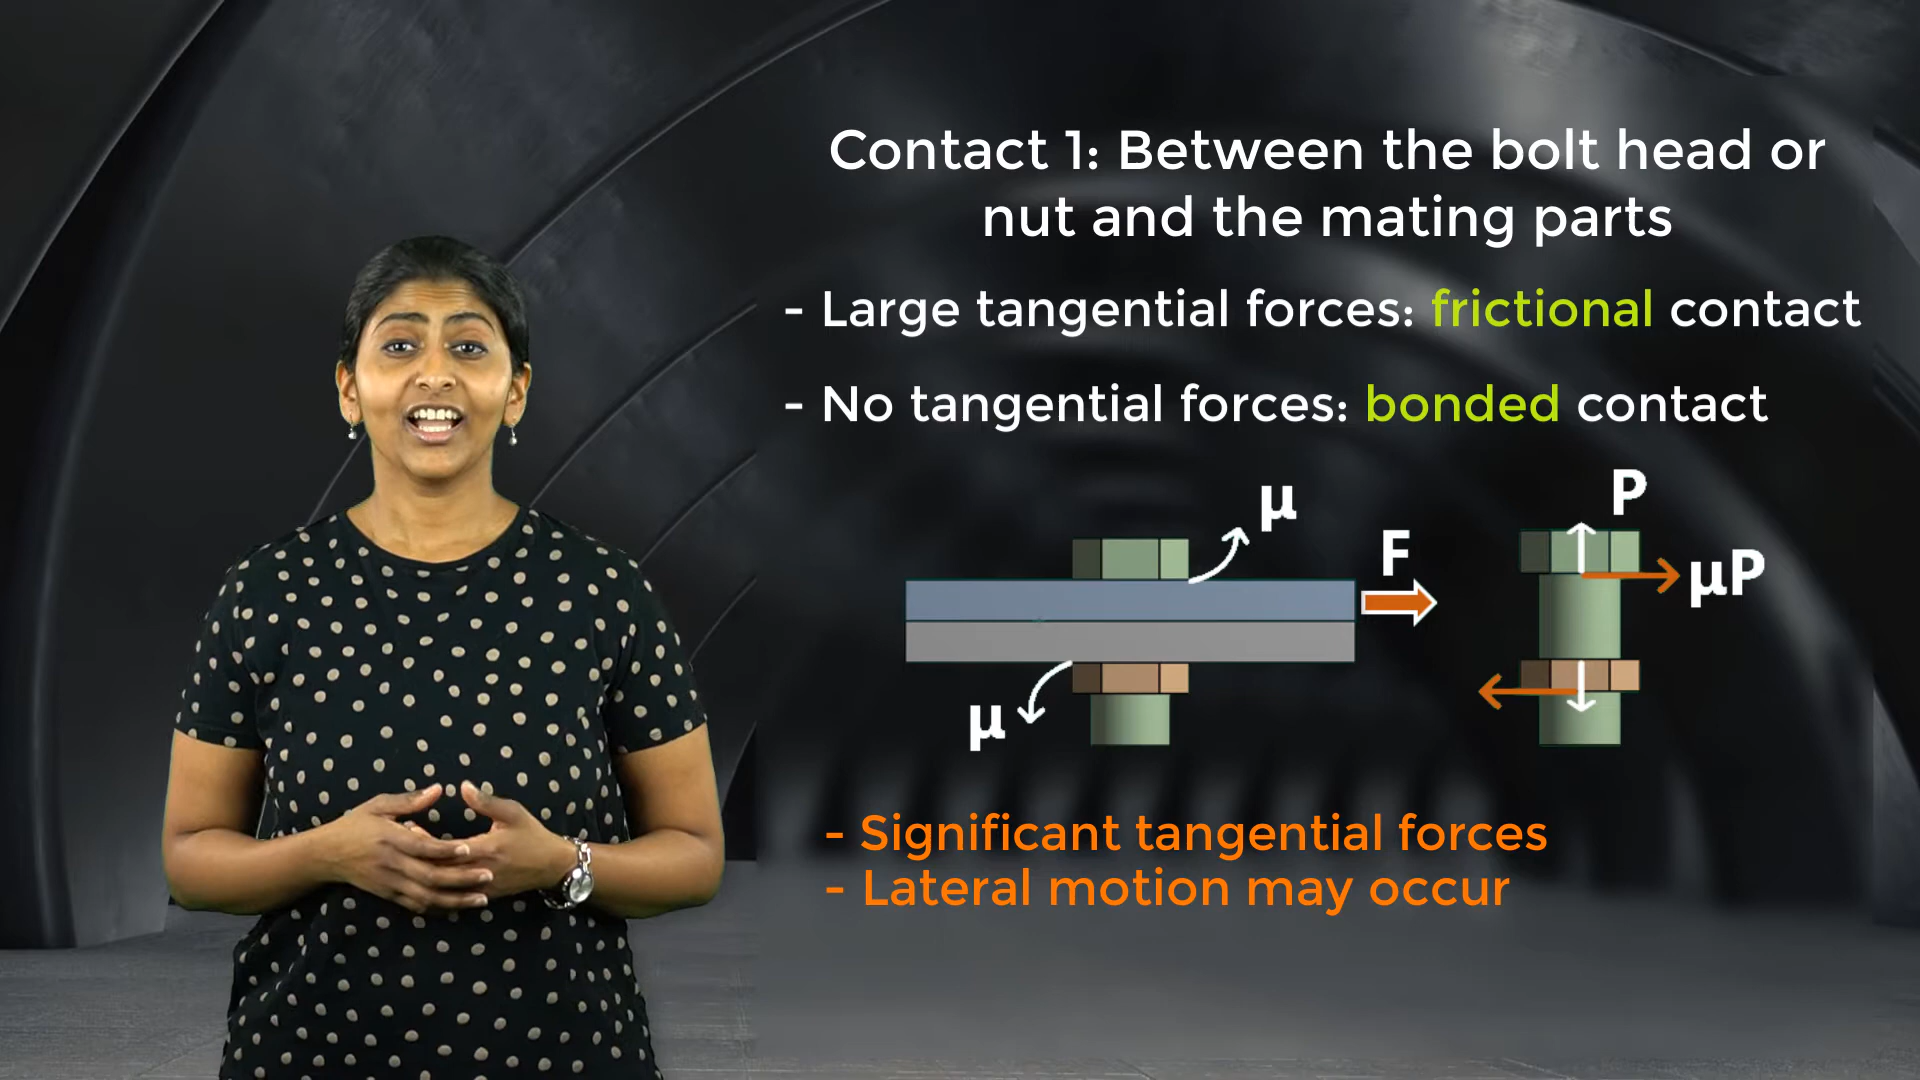 Contact 1: Between the bolt head or
nut and the mating parts
- Large tangential forces: frictional contact
- No tangential forces: bonded contact
μ
F
P
μP
μ
- Significant tangential forces
- Lateral motion may occur